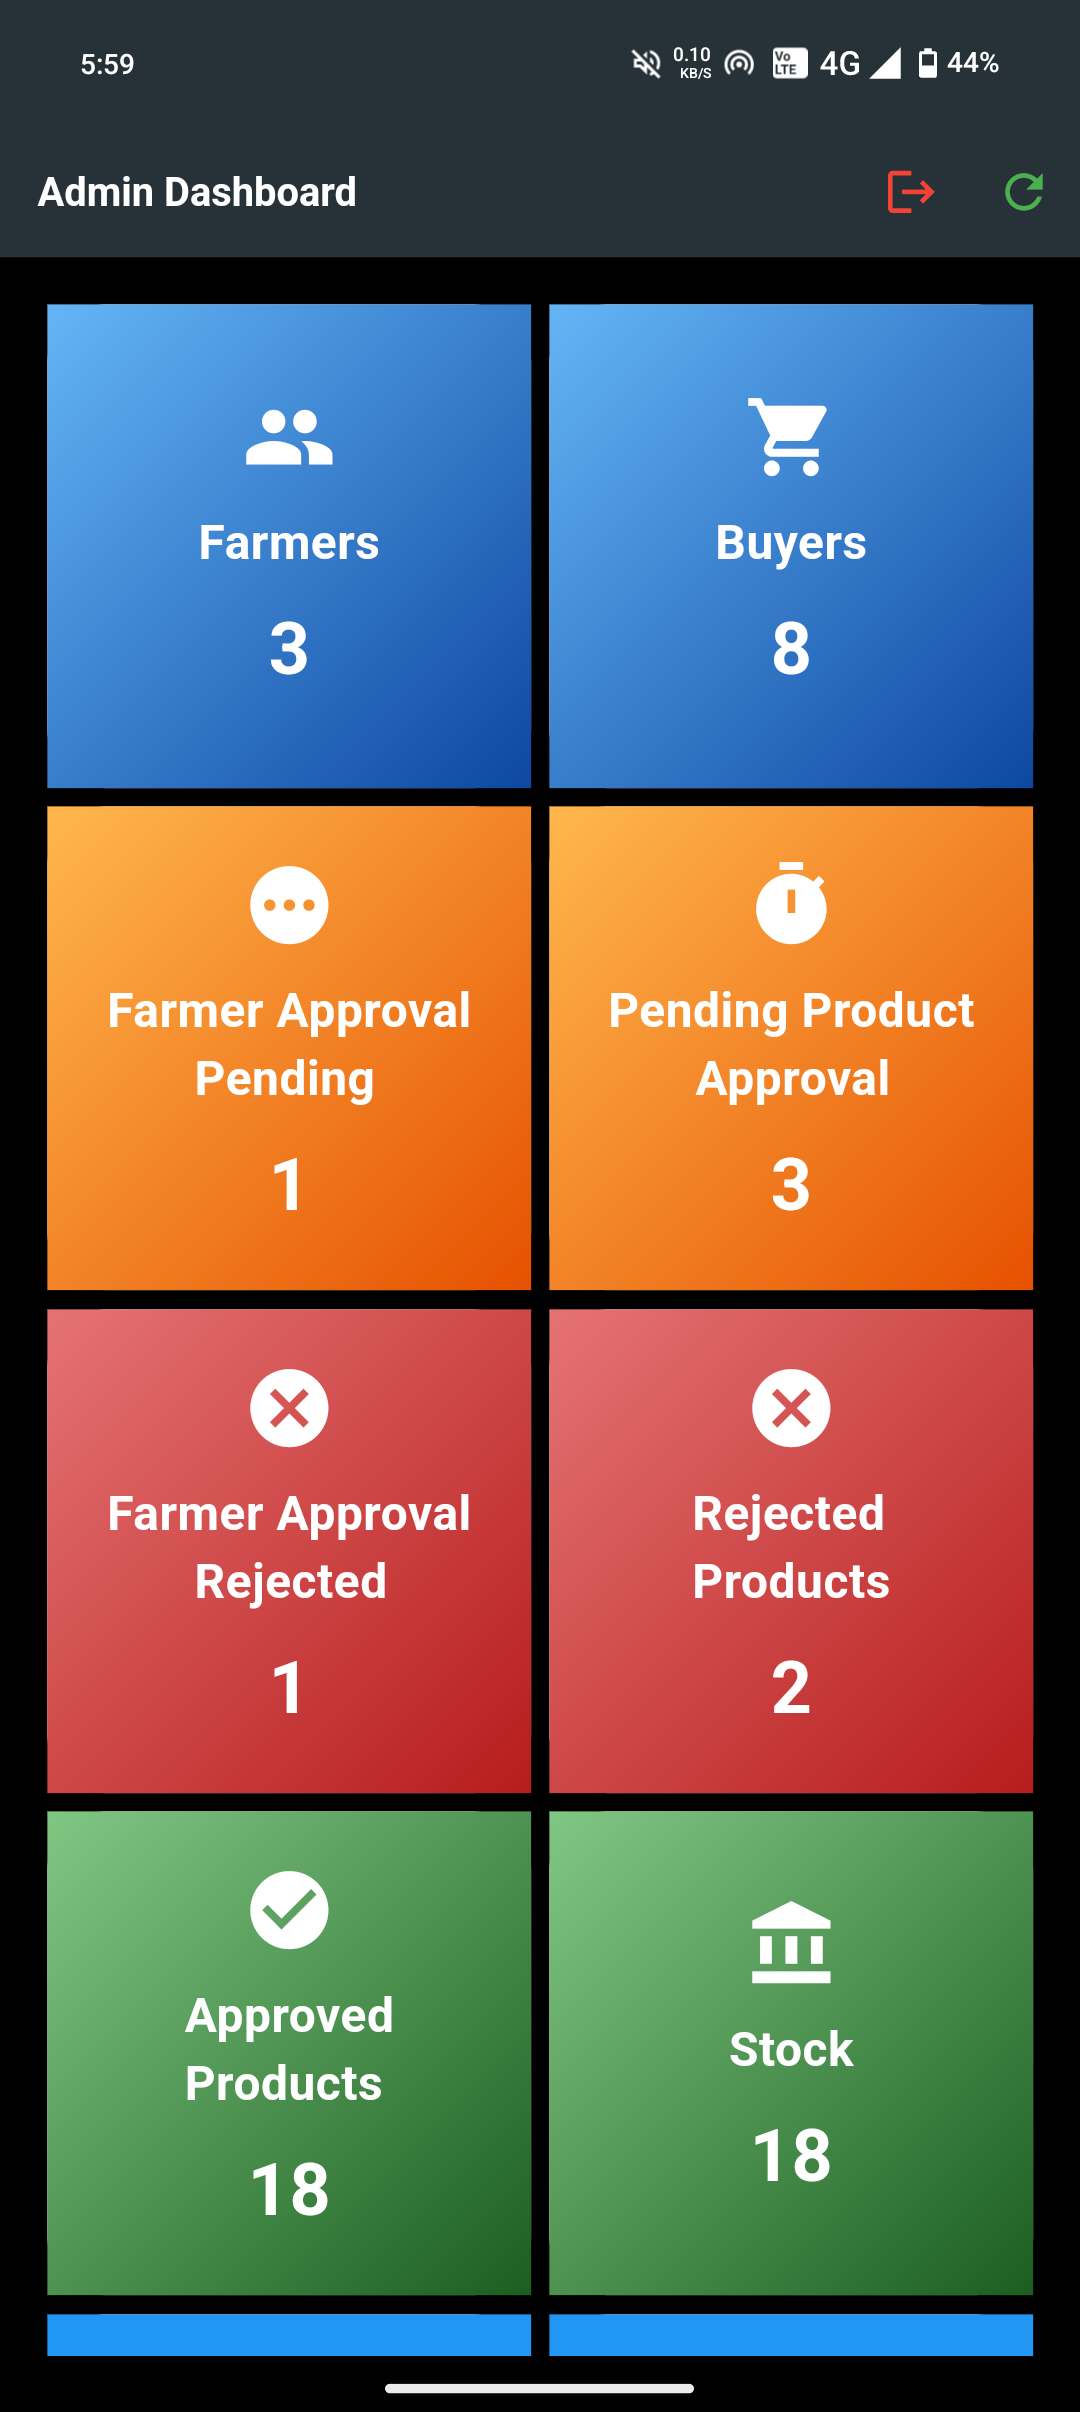 5:59
0.10
KB/S
Vo
LTE
4G
44%
Admin Dashboard
Farmers
3
Buyers
8
Farmer Approval
Pending
1
Pending Product
Approval
3
Farmer Approval
Rejected
1
Rejected
Products
2
Approved
Products
18
Stock
18